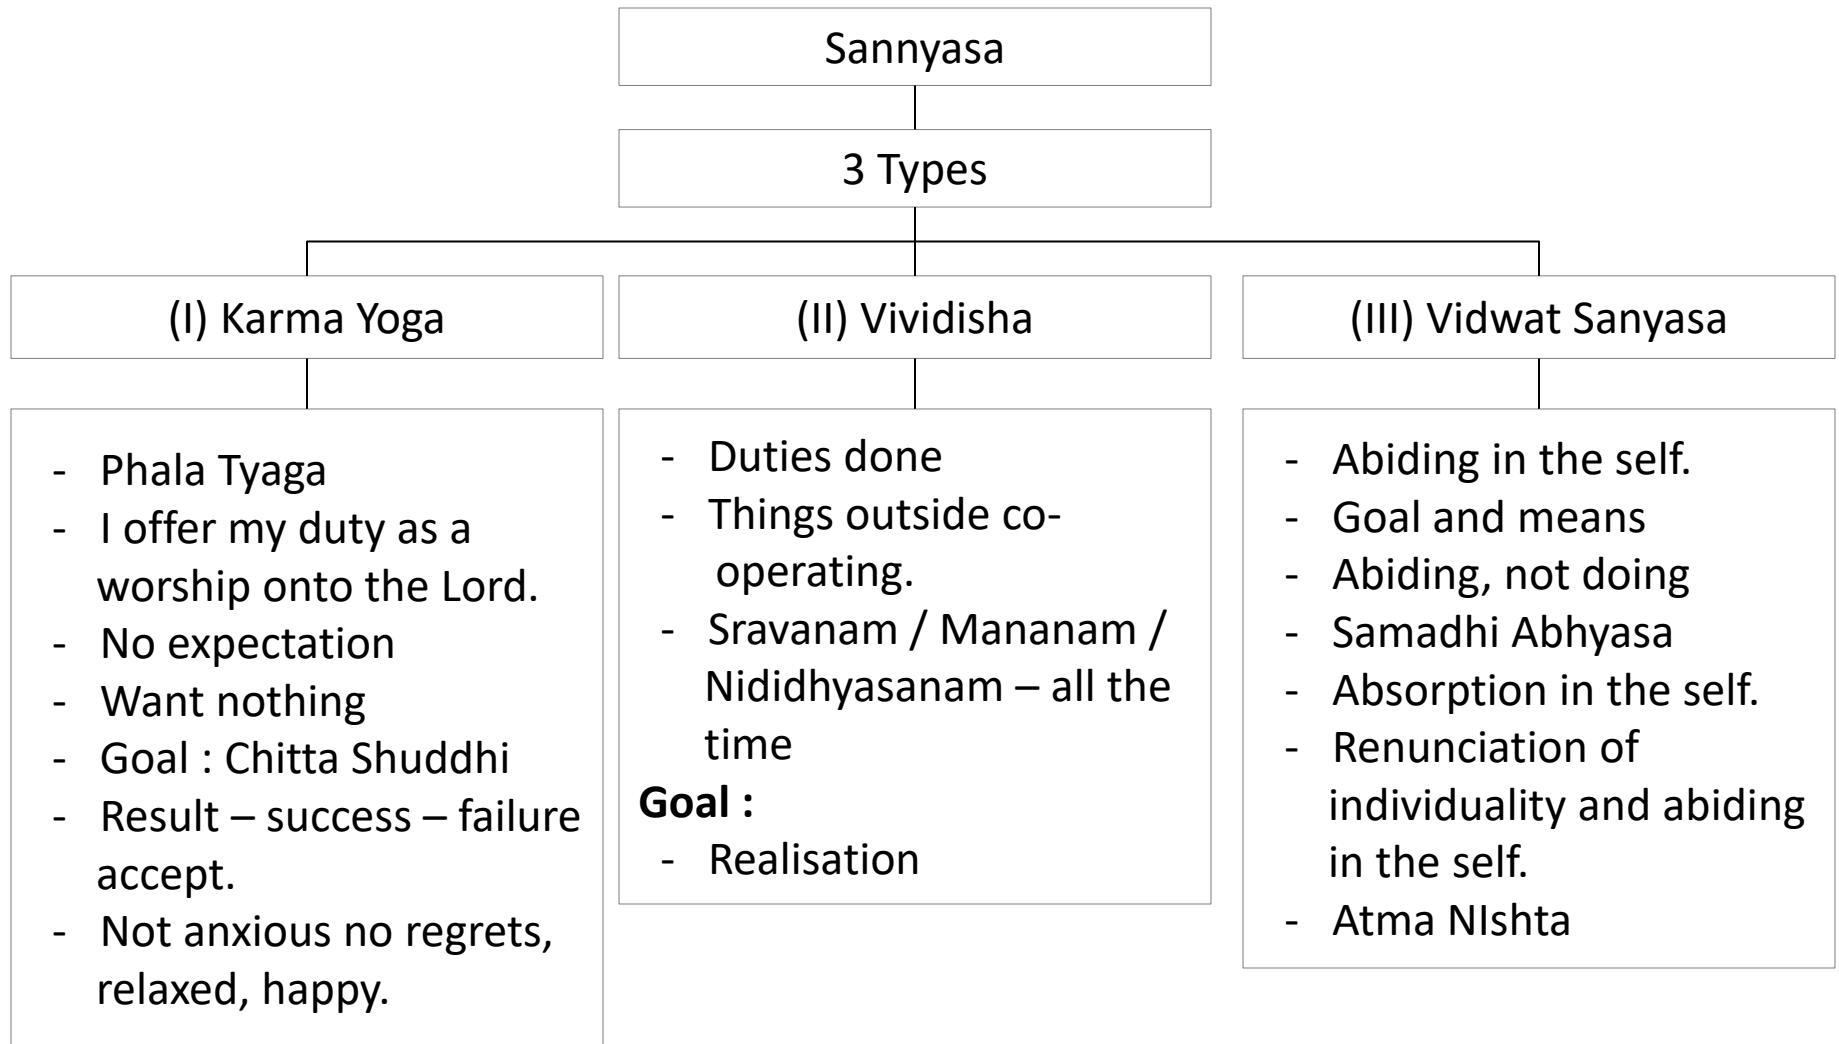 Sannyasa
3 Types
(I) Karma Yoga
(II) Vividisha
(III) Vidwat Sanyasa
- Phala Tyaga
- I offer my duty as a
worship onto the Lord.
- No expectation
- Want nothing
- Goal : Chitta Shuddhi
- Result – success – failure
accept.
- Not anxious no regrets,
relaxed, happy.
- Duties done
- Things outside co-
operating.
- Sravanam / Mananam /
Nididhyasanam – all the
time
Goal :
- Realisation
- Abiding in the self.
- Goal and means
- Abiding, not doing
- Samadhi Abhyasa
- Absorption in the self.
- Renunciation of
individuality and abiding
in the self.
- Atma NIshta